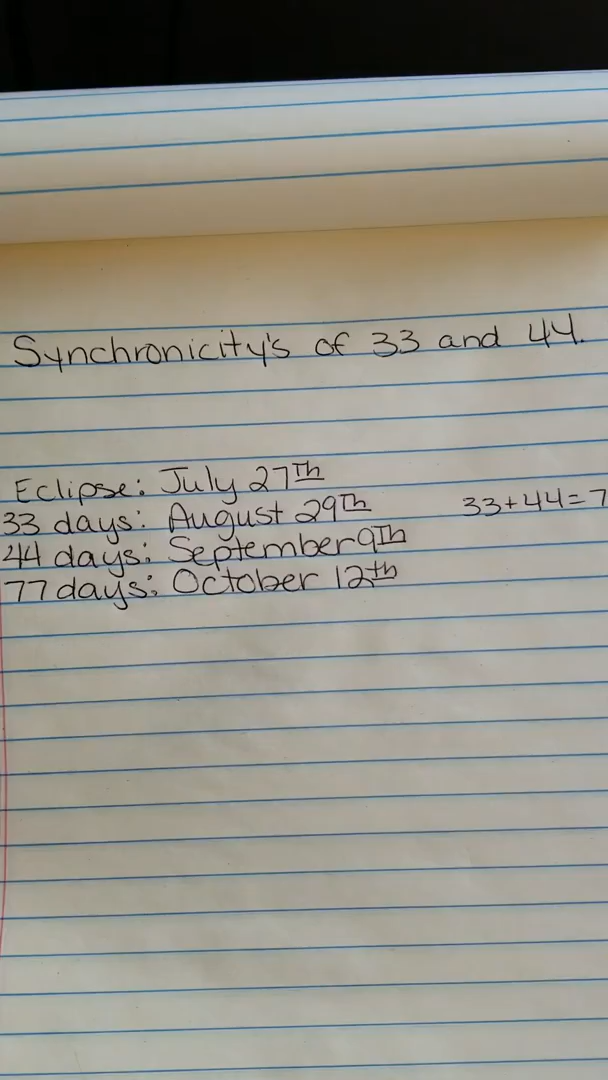 Synchronicity's of 33 and 44.
Eclipse: July 27Th
33 days: August 29Th
33+44=7
44 days: September 9Th
77 days: October 12th